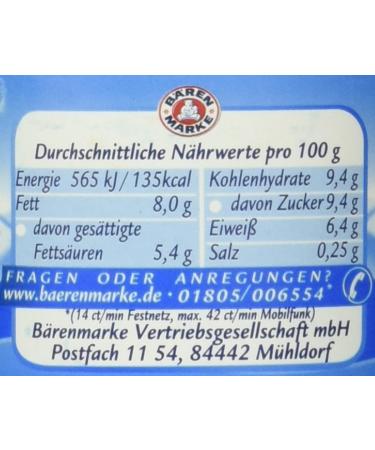 BÄREN
MARKE
Durchschnittliche Nährwerte pro 100 g
Energie 565 kJ/135kcal
Fett 8,0 g
• davon gesättigte
Fettsäuren 5,4 g
Kohlenhydrate 9,4 g
• davon Zucker 9,4 g
Eiweiß 6,4 g
Salz 0,25 g
FRAGEN ODER ANREGUNGEN?
www.baerenmarke.de • 01805/006554*
*(14 ct/min Festnetz, max. 42 ct/min Mobilfunk)
Bärenmarke Vertriebsgesellschaft mbH
Postfach 11 54, 84442 Mühldorf